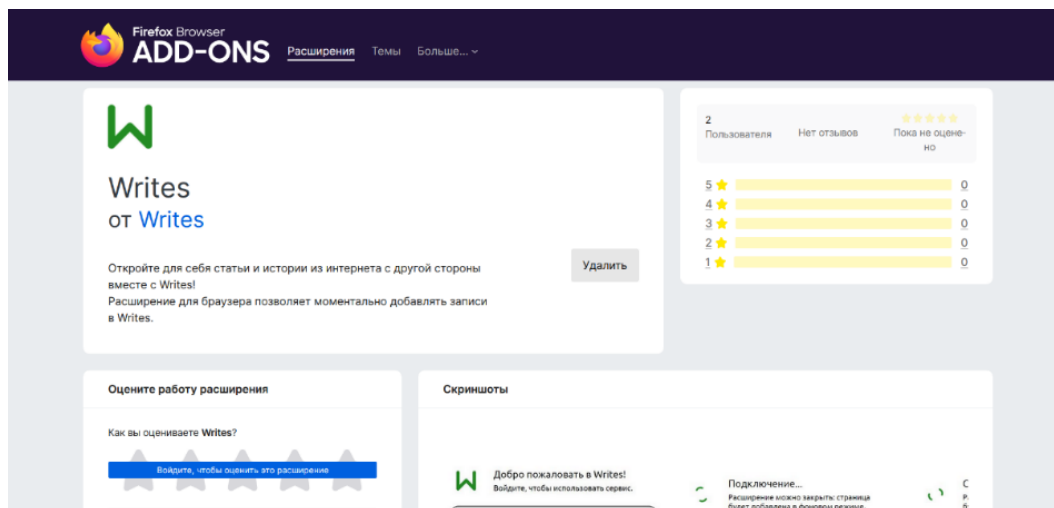 Firefox Browser
ADD-ONS
Расширения Темы Больше...
Writes
от Writes
Откройте для себя статьи и истории из интернета с другой стороны
вместе с Writes!
Расширение для браузера позволяет моментально добавлять записи
в Writes.
Удалить
2
Пользователя
Нет отзывов
Пока не оцене-
но
5 0
4 0
3 0
2 0
1 0
Оцените работу расширения
Как вы оцениваете Writes?
Войдите, чтобы оценить это расширение
Скриншоты
Добро пожаловать в Writes!
Войдите, чтобы использовать сервис.
Подключение...
Расширение можно закрыть: страница
будет добавлена в фоновом режиме.